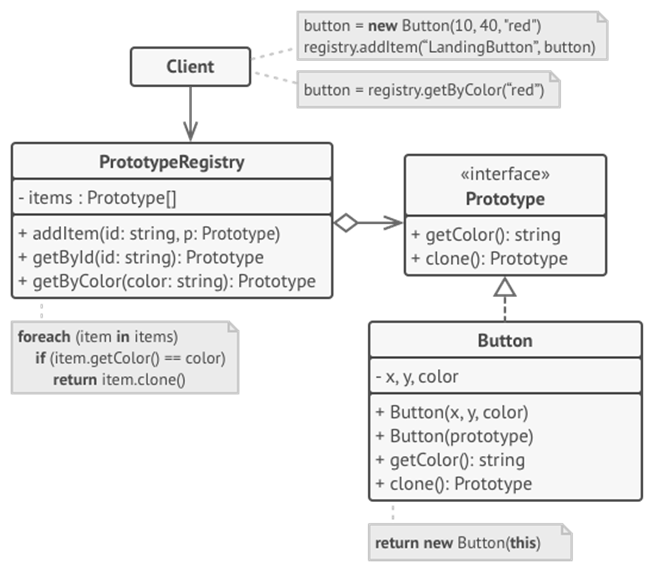 button = new Button(10, 40, "red")
registry.addItem(“LandingButton”, button)
Client
button = registry.getByColor(“red”)
PrototypeRegistry
- items : Prototype[]
+ addItem(id: string, p: Prototype)
+ getById(id: string): Prototype
+ getByColor(color: string): Prototype
«interface»
Prototype
+ getColor(): string
+ clone(): Prototype
foreach (item in items)
if (item.getColor() == color)
return item.clone()
Button
- x, y, color
+ Button(x, y, color)
+ Button(prototype)
+ getColor(): string
+ clone(): Prototype
return new Button(this)